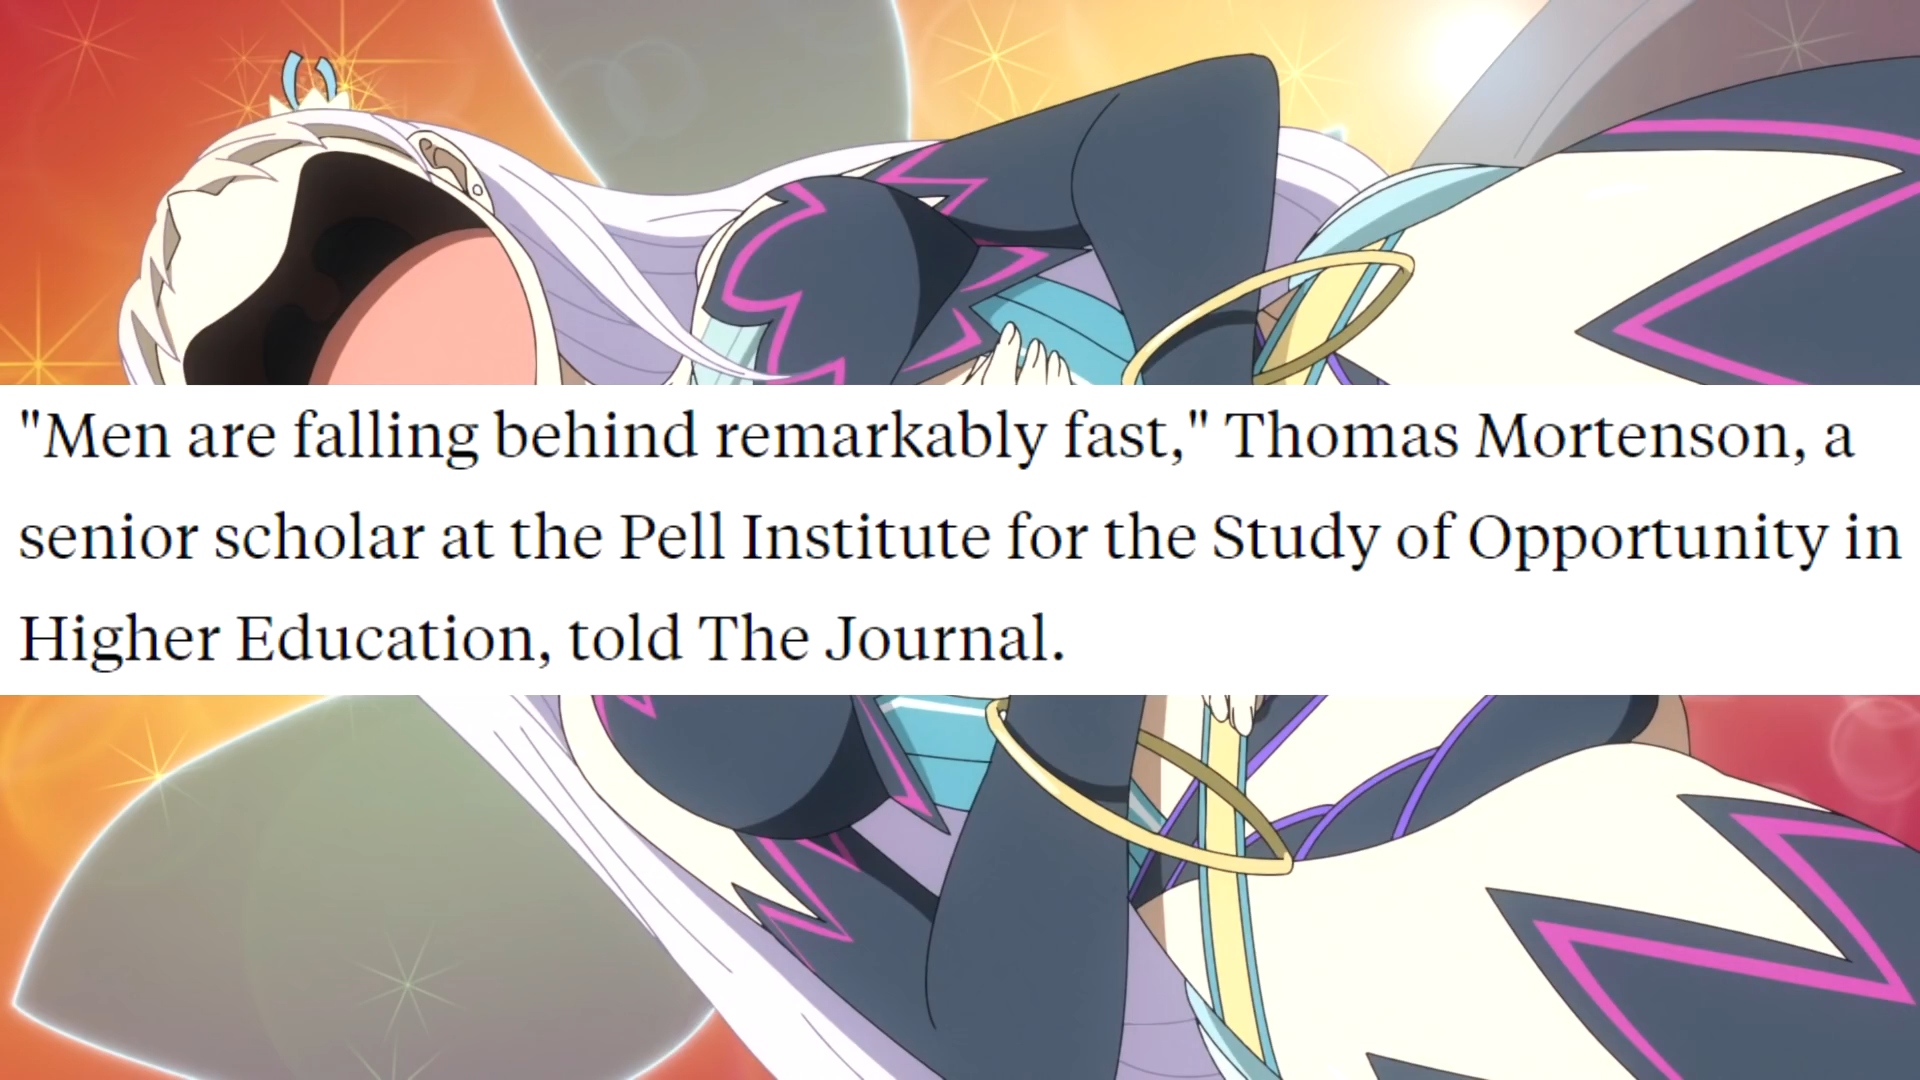 "Men are falling behind remarkably fast," Thomas Mortenson, a
senior scholar at the Pell Institute for the Study of Opportunity in
Higher Education, told The Journal.